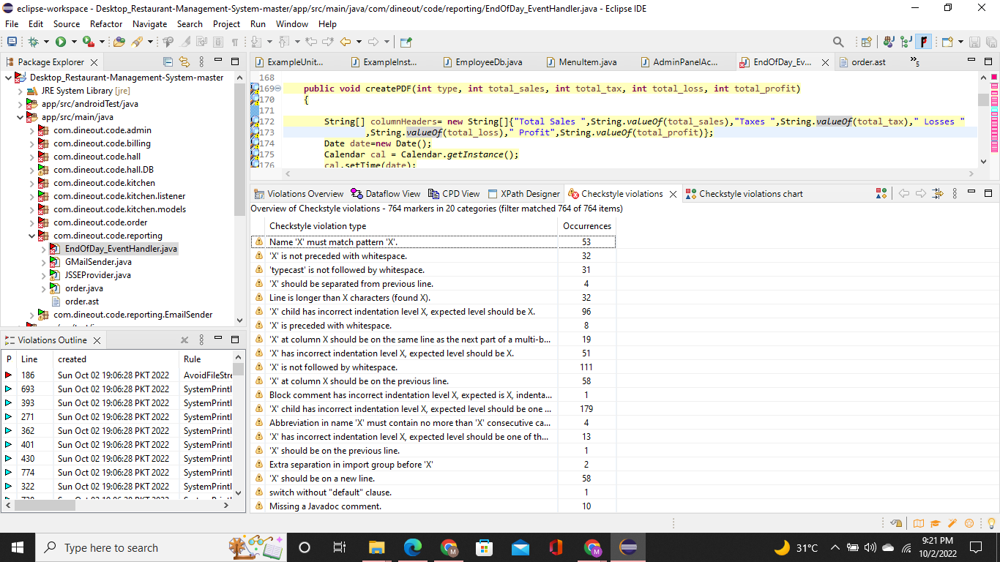 eclipse-workspace - Desktop_Restaurant-Management-System-master/app/src/main/java/com/dineout/code/reporting/EndOfDay_EventHandler.java - Eclipse IDE
File Edit Source Refactor Navigate Search Project Run Window Help
Package Explorer
Desktop_Restaurant-Management-System-master
JRE System Library [jre]
app/src/androidTest/java
app/src/main/java
com.dineout.code.admin
com.dineout.code.billing
com.dineout.code.hall
com.dineout.code.hall.DB
com.dineout.code.kitchen
com.dineout.code.kitchen.listener
com.dineout.code.kitchen.models
com.dineout.code.order
com.dineout.code.reporting
EndOfDay_EventHandler.java
GMailSender.java
JSSEProvider.java
order.java
order.ast
com.dineout.code.reporting.EmailSender
ExampleUnit... ExampleInst... EmployeeDb.java MenuItem.java AdminPanelAc... EndOfDay_Ev... order.ast »5
168
169 public void createPDF(int type, int total_sales, int total_tax, int total_loss, int total_profit)
170 {
171
172 String[] columnHeaders= new String[]{"Total Sales ",String.valueOf(total_sales),"Taxes ",String.valueOf(total_tax)," Losses "
173 ,String.valueOf(total_loss)," Profit",String.valueOf(total_profit)};
174 Date date=new Date();
175 Calendar cal = Calendar.getInstance();
176 cal.setTime(date);
Violations Overview Dataflow View CPD View XPath Designer Checkstyle violations Checkstyle violations chart
Overview of Checkstyle violations - 764 markers in 20 categories (filter matched 764 of 764 items)
Checkstyle violation type Occurrences
Name 'X' must match pattern 'X'. 53
'X' is not preceded with whitespace. 32
'typecast' is not followed by whitespace. 31
'X' should be separated from previous line. 4
Line is longer than X characters (found X). 32
'X' child has incorrect indentation level X, expected level should be X. 96
'X' is preceded with whitespace. 8
'X' at column X should be on the same line as the next part of a multi-b... 19
'X' has incorrect indentation level X, expected level should be X. 51
'X' is not followed by whitespace. 111
'X' at column X should be on the previous line. 58
Block comment has incorrect indentation level X, expected is X, indenta... 1
'X' child has incorrect indentation level X, expected level should be one ... 179
Abbreviation in name 'X' must contain no more than 'X' consecutive ca... 4
'X' has incorrect indentation level X, expected level should be one of th... 13
'X' should be on the previous line. 1
Extra separation in import group before 'X' 2
'X' should be on a new line. 58
switch without "default" clause. 1
Missing a Javadoc comment. 10
Violations Outline
P Line created Rule
186 Sun Oct 02 19:06:28 PKT 2022 AvoidFileStre
693 Sun Oct 02 19:06:28 PKT 2022 SystemPrintl
393 Sun Oct 02 19:06:28 PKT 2022 SystemPrintl
271 Sun Oct 02 19:06:28 PKT 2022 SystemPrintl
362 Sun Oct 02 19:06:28 PKT 2022 SystemPrintl
401 Sun Oct 02 19:06:28 PKT 2022 SystemPrintl
430 Sun Oct 02 19:06:28 PKT 2022 SystemPrintl
774 Sun Oct 02 19:06:28 PKT 2022 SystemPrintl
322 Sun Oct 02 19:06:28 PKT 2022 SystemPrintl
Type here to search
31°C
9:21 PM
10/2/2022